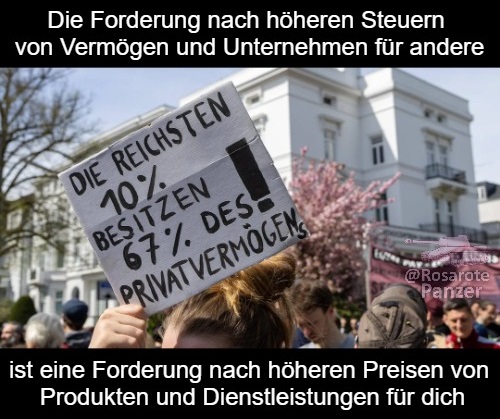 Die Forderung nach höheren Steuern
von Vermögen und Unternehmen für andere
DIE REICHSTEN
10%
BESITZEN
67% DES
PRIVATVERMÖGENS
!
@Rosarote
Panzer
ist eine Forderung nach höheren Preisen von
Produkten und Dienstleistungen für dich